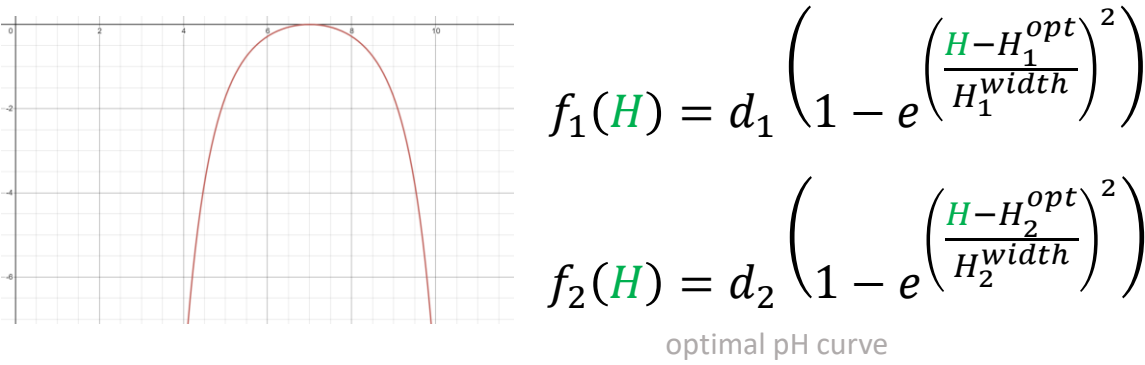 0 2 4 6 8 10
-2
-4
-6
f₁(H) = d₁ (1 − e^(((H−H₁^opt)/H₁^width)²))
f₂(H) = d₂ (1 − e^(((H−H₂^opt)/H₂^width)²))
optimal pH curve